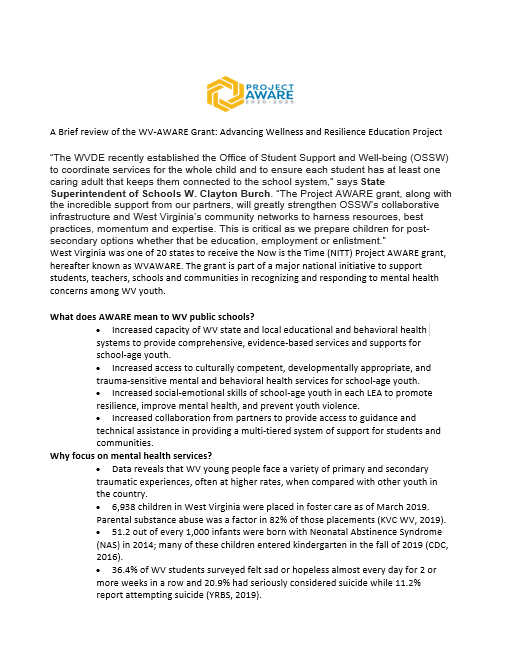 PROJECT
AWARE
2020-2025
A Brief review of the WV-AWARE Grant: Advancing Wellness and Resilience Education Project
“The WVDE recently established the Office of Student Support and Well-being (OSSW)
to coordinate services for the whole child and to ensure each student has at least one
caring adult that keeps them connected to the school system,” says State
Superintendent of Schools W. Clayton Burch. “The Project AWARE grant, along with
the incredible support from our partners, will greatly strengthen OSSW’s collaborative
infrastructure and West Virginia’s community networks to harness resources, best
practices, momentum and expertise. This is critical as we prepare children for post-
secondary options whether that be education, employment or enlistment.”
West Virginia was one of 20 states to receive the Now is the Time (NITT) Project AWARE grant,
hereafter known as WVAWARE. The grant is part of a major national initiative to support
students, teachers, schools and communities in recognizing and responding to mental health
concerns among WV youth.
What does AWARE mean to WV public schools?
• Increased capacity of WV state and local educational and behavioral health
systems to provide comprehensive, evidence-based services and supports for
school-age youth.
• Increased access to culturally competent, developmentally appropriate, and
trauma-sensitive mental and behavioral health services for school-age youth.
• Increased social-emotional skills of school-age youth in each LEA to promote
resilience, improve mental health, and prevent youth violence.
• Increased collaboration from partners to provide access to guidance and
technical assistance in providing a multi-tiered system of support for students and
communities.
Why focus on mental health services?
• Data reveals that WV young people face a variety of primary and secondary
traumatic experiences, often at higher rates, when compared with other youth in
the country.
• 6,938 children in West Virginia were placed in foster care as of March 2019.
Parental substance abuse was a factor in 82% of those placements (KVC WV, 2019).
• 51.2 out of every 1,000 infants were born with Neonatal Abstinence Syndrome
(NAS) in 2014; many of these children entered kindergarten in the fall of 2019 (CDC,
2016).
• 36.4% of WV students surveyed felt sad or hopeless almost every day for 2 or
more weeks in a row and 20.9% had seriously considered suicide while 11.2%
report attempting suicide (YRBS, 2019).